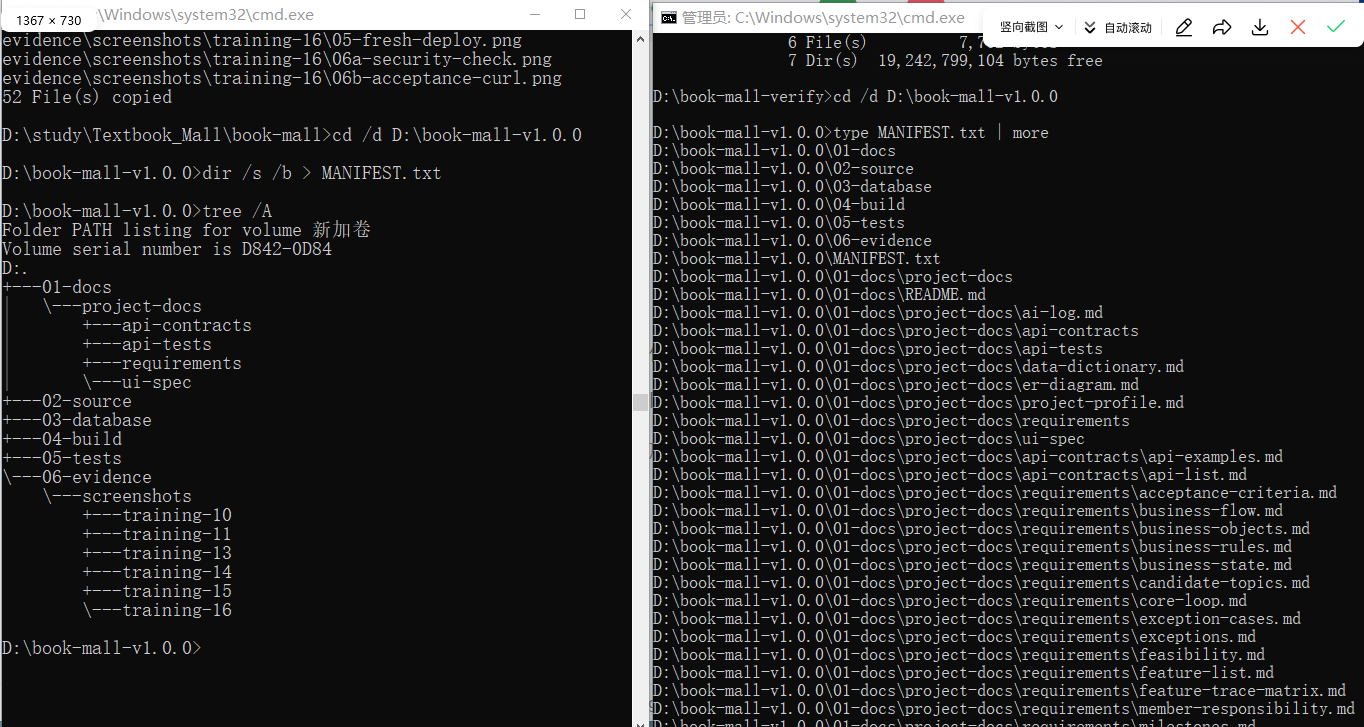 1367 × 730
\Windows\system32\cmd.exe
evidence\screenshots\training-16\05-fresh-deploy.png
evidence\screenshots\training-16\06a-security-check.png
evidence\screenshots\training-16\06b-acceptance-curl.png
52 File(s) copied
D:\study\Textbook_Mall\book-mall>cd /d D:\book-mall-v1.0.0
D:\book-mall-v1.0.0>dir /s /b > MANIFEST.txt
D:\book-mall-v1.0.0>tree /A
Folder PATH listing for volume 新加卷
Volume serial number is D842-0D84
D:.
+---01-docs
|   \---project-docs
|       +---api-contracts
|       +---api-tests
|       +---requirements
|       \---ui-spec
+---02-source
+---03-database
+---04-build
+---05-tests
\---06-evidence
    \---screenshots
        +---training-10
        +---training-11
        +---training-13
        +---training-14
        +---training-15
        \---training-16
D:\book-mall-v1.0.0>
管理员: C:\Windows\system32\cmd.exe
竖向截图
自动滚动
6 File(s)
7 Dir(s)  19,242,799,104 bytes free
D:\book-mall-verify>cd /d D:\book-mall-v1.0.0
D:\book-mall-v1.0.0>type MANIFEST.txt | more
D:\book-mall-v1.0.0\01-docs
D:\book-mall-v1.0.0\02-source
D:\book-mall-v1.0.0\03-database
D:\book-mall-v1.0.0\04-build
D:\book-mall-v1.0.0\05-tests
D:\book-mall-v1.0.0\06-evidence
D:\book-mall-v1.0.0\MANIFEST.txt
D:\book-mall-v1.0.0\01-docs\project-docs
D:\book-mall-v1.0.0\01-docs\README.md
D:\book-mall-v1.0.0\01-docs\project-docs\ai-log.md
D:\book-mall-v1.0.0\01-docs\project-docs\api-contracts
D:\book-mall-v1.0.0\01-docs\project-docs\api-tests
D:\book-mall-v1.0.0\01-docs\project-docs\data-dictionary.md
D:\book-mall-v1.0.0\01-docs\project-docs\er-diagram.md
D:\book-mall-v1.0.0\01-docs\project-docs\project-profile.md
D:\book-mall-v1.0.0\01-docs\project-docs\requirements
D:\book-mall-v1.0.0\01-docs\project-docs\ui-spec
D:\book-mall-v1.0.0\01-docs\project-docs\api-contracts\api-examples.md
D:\book-mall-v1.0.0\01-docs\project-docs\api-contracts\api-list.md
D:\book-mall-v1.0.0\01-docs\project-docs\requirements\acceptance-criteria.md
D:\book-mall-v1.0.0\01-docs\project-docs\requirements\business-flow.md
D:\book-mall-v1.0.0\01-docs\project-docs\requirements\business-objects.md
D:\book-mall-v1.0.0\01-docs\project-docs\requirements\business-rules.md
D:\book-mall-v1.0.0\01-docs\project-docs\requirements\business-state.md
D:\book-mall-v1.0.0\01-docs\project-docs\requirements\candidate-topics.md
D:\book-mall-v1.0.0\01-docs\project-docs\requirements\core-loop.md
D:\book-mall-v1.0.0\01-docs\project-docs\requirements\exception-cases.md
D:\book-mall-v1.0.0\01-docs\project-docs\requirements\exceptions.md
D:\book-mall-v1.0.0\01-docs\project-docs\requirements\feasibility.md
D:\book-mall-v1.0.0\01-docs\project-docs\requirements\feature-list.md
D:\book-mall-v1.0.0\01-docs\project-docs\requirements\feature-trace-matrix.md
D:\book-mall-v1.0.0\01-docs\project-docs\requirements\member-responsibility.md
D:\book-mall-v1.0.0\01-docs\project-docs\requirements\milestones.md